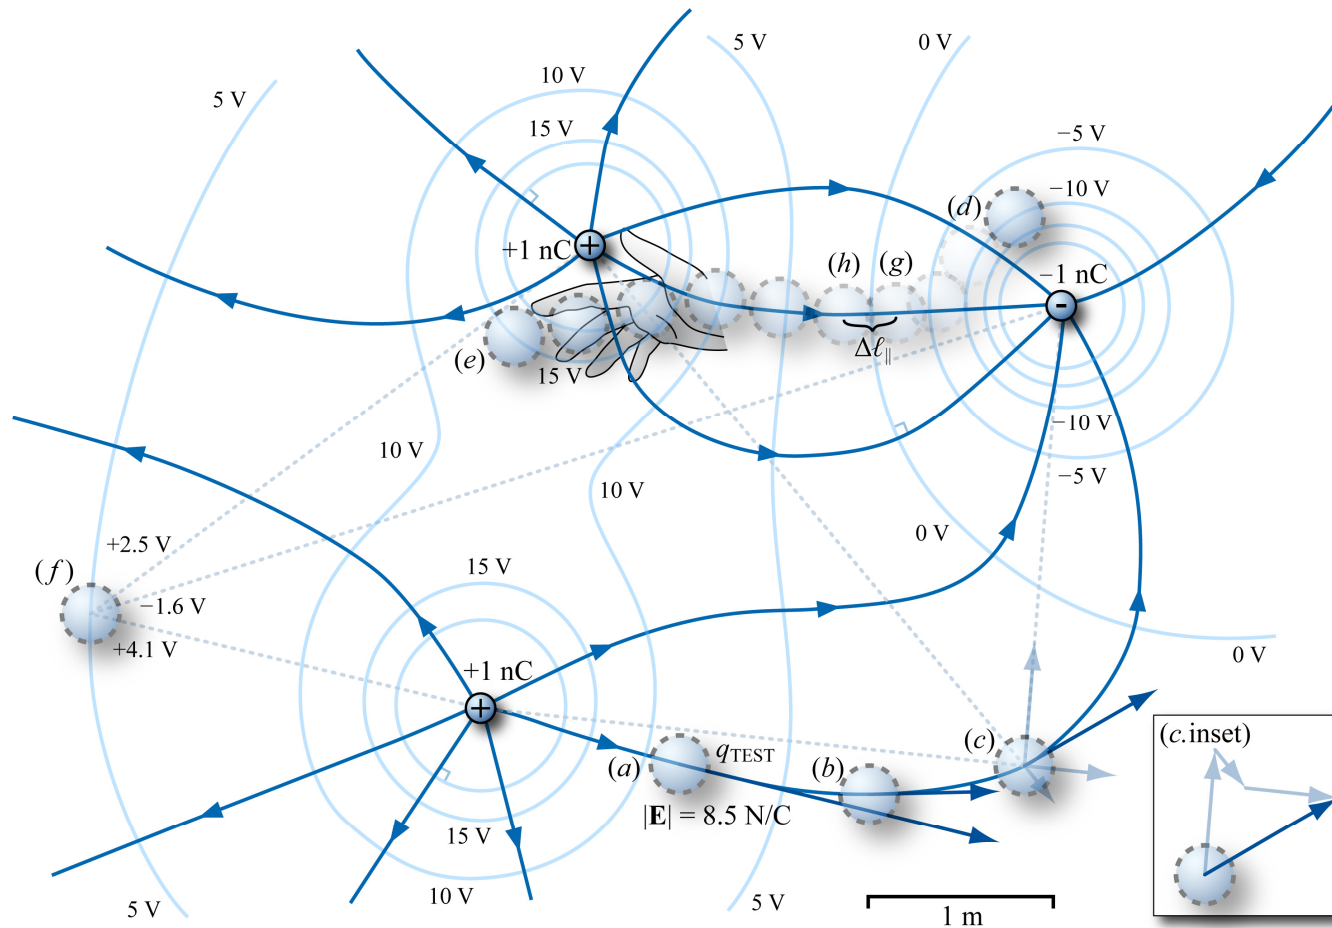 5 V
0 V
10 V
5 V
15 V
−5 V
−10 V
(d)
+1 nC
+
(h)
(g)
−1 nC
-
(e)
15 V
Δℓ∥
−10 V
10 V
−5 V
10 V
0 V
+2.5 V
(f)
15 V
−1.6 V
+4.1 V
0 V
+1 nC
+
(c)
(c.inset)
(a)
qTEST
(b)
|E| = 8.5 N/C
15 V
10 V
5 V
5 V
1 m